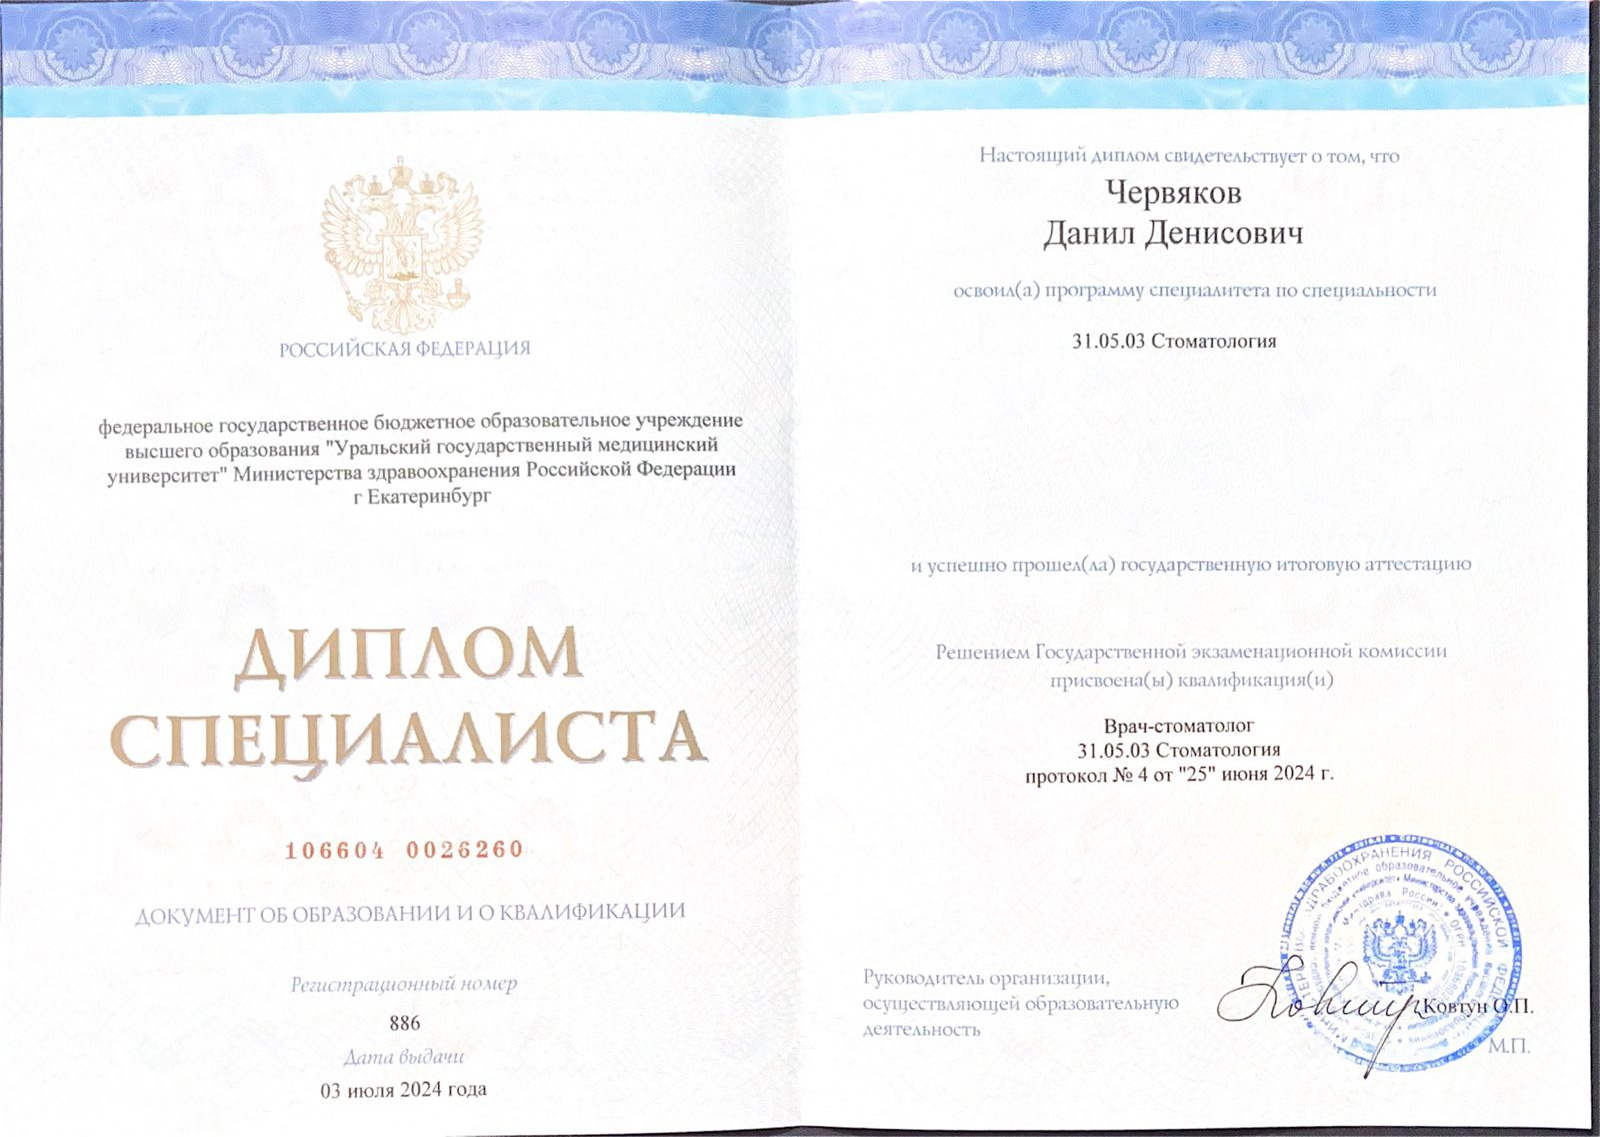 РОССИЙСКАЯ ФЕДЕРАЦИЯ
федеральное государственное бюджетное образовательное учреждение
высшего образования "Уральский государственный медицинский
университет" Министерства здравоохранения Российской Федерации
г Екатеринбург
ДИПЛОМ
СПЕЦИАЛИСТА
106604 0026260
ДОКУМЕНТ ОБ ОБРАЗОВАНИИ И О КВАЛИФИКАЦИИ
Регистрационный номер
886
Дата выдачи
03 июля 2024 года
Настоящий диплом свидетельствует о том, что
Червяков
Данил Денисович
освоил(а) программу специалитета по специальности
31.05.03 Стоматология
и успешно прошел(ла) государственную итоговую аттестацию
Решением Государственной экзаменационной комиссии
присвоена(ы) квалификация(и)
Врач-стоматолог
31.05.03 Стоматология
протокол № 4 от "25" июня 2024 г.
Руководитель организации,
осуществляющей образовательную
деятельность
Ковтун О.П.
М.П.
ЗДРАВООХРАНЕНИЯ РОССИЙСКОЙ